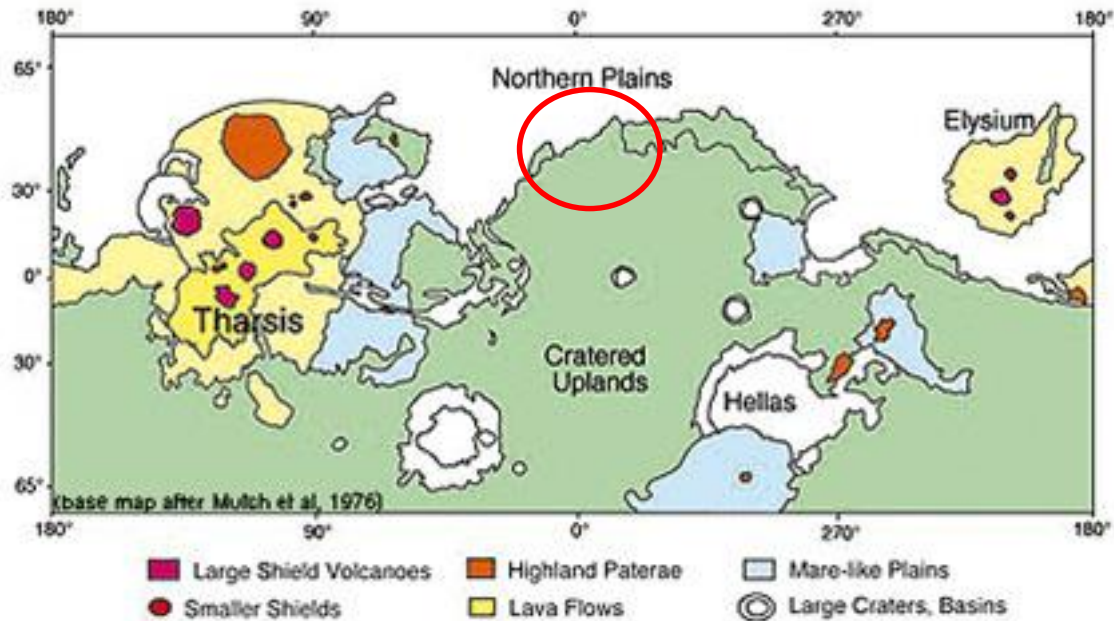 180° 90° 0° 270° 180°
65°
Northern Plains
Elysium
30°
0°
Tharsis
Cratered
Uplands
30°
Hellas
65°
(base map after Mutch et al, 1976)
180° 90° 0° 270° 180°
Large Shield Volcanoes Highland Paterae Mare-like Plains
Smaller Shields Lava Flows Large Craters, Basins